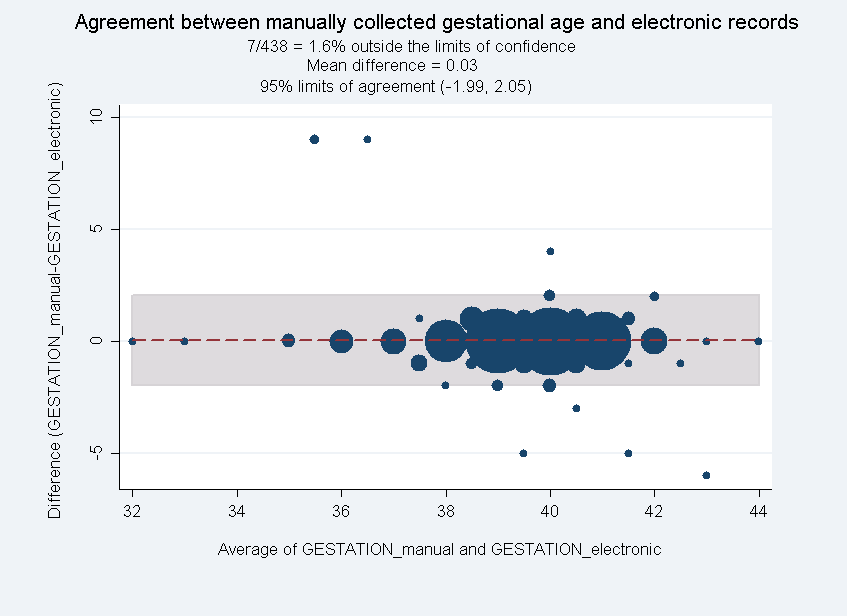 Agreement between manually collected gestational age and electronic records
7/438 = 1.6% outside the limits of confidence
Mean difference = 0.03
95% limits of agreement (-1.99, 2.05)
Difference (GESTATION_manual-GESTATION_electronic)
10
5
0
-5
32 34 36 38 40 42 44
Average of GESTATION_manual and GESTATION_electronic